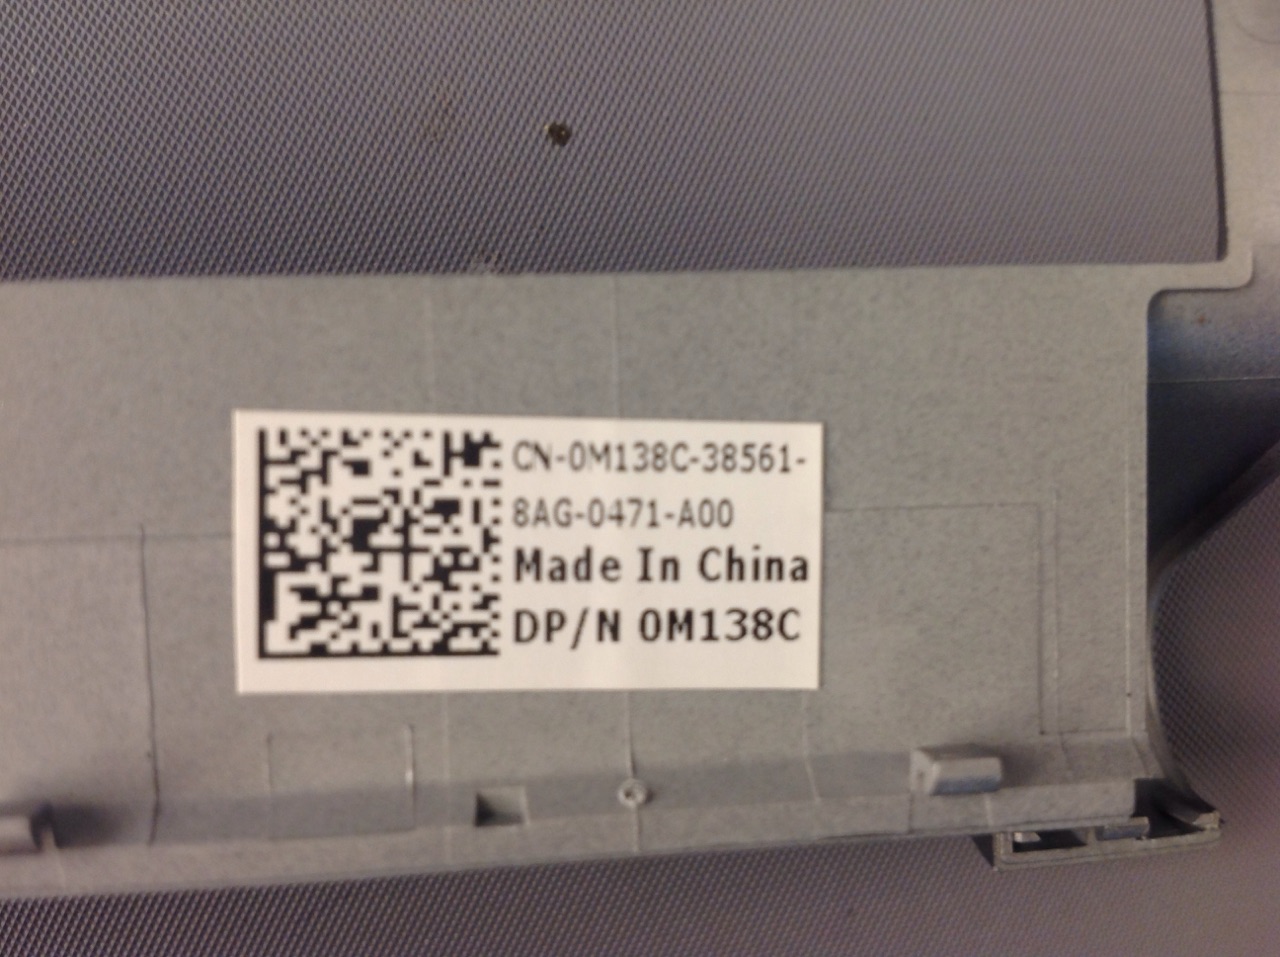 CN-0M138C-38561-
8AG-0471-A00
Made In China
DP/N 0M138C